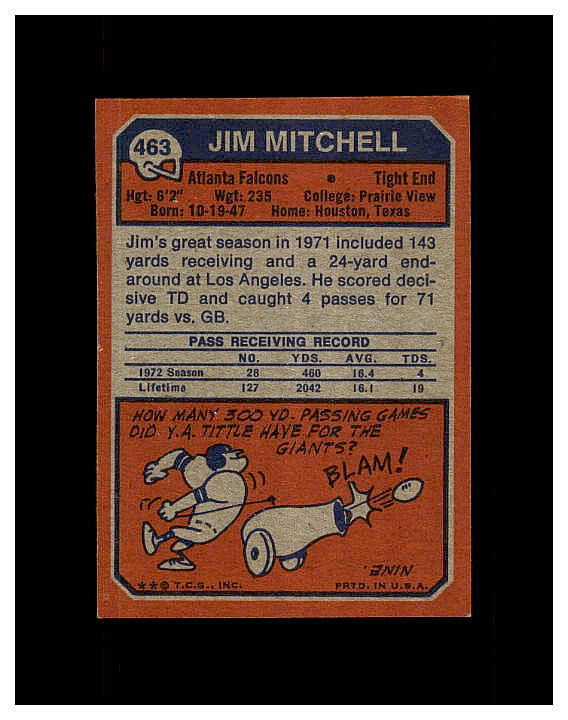 463
JIM MITCHELL
Atlanta Falcons • Tight End
Hgt: 6'2" Wgt: 235 College: Prairie View
Born: 10-19-47 Home: Houston, Texas
Jim's great season in 1971 included 143
yards receiving and a 24-yard end-
around at Los Angeles. He scored deci-
sive TD and caught 4 passes for 71
yards vs. GB.
PASS RECEIVING RECORD
NO. YDS. AVG. TDS.
1972 Season 28 460 16.4 4
Lifetime 127 2042 16.1 19
HOW MANY 300 YD. PASSING GAMES
DID Y.A. TITTLE HAVE FOR THE
GIANTS?
BLAM!
NINE.
**© T.C.G., INC. PRTD. IN U.S.A.